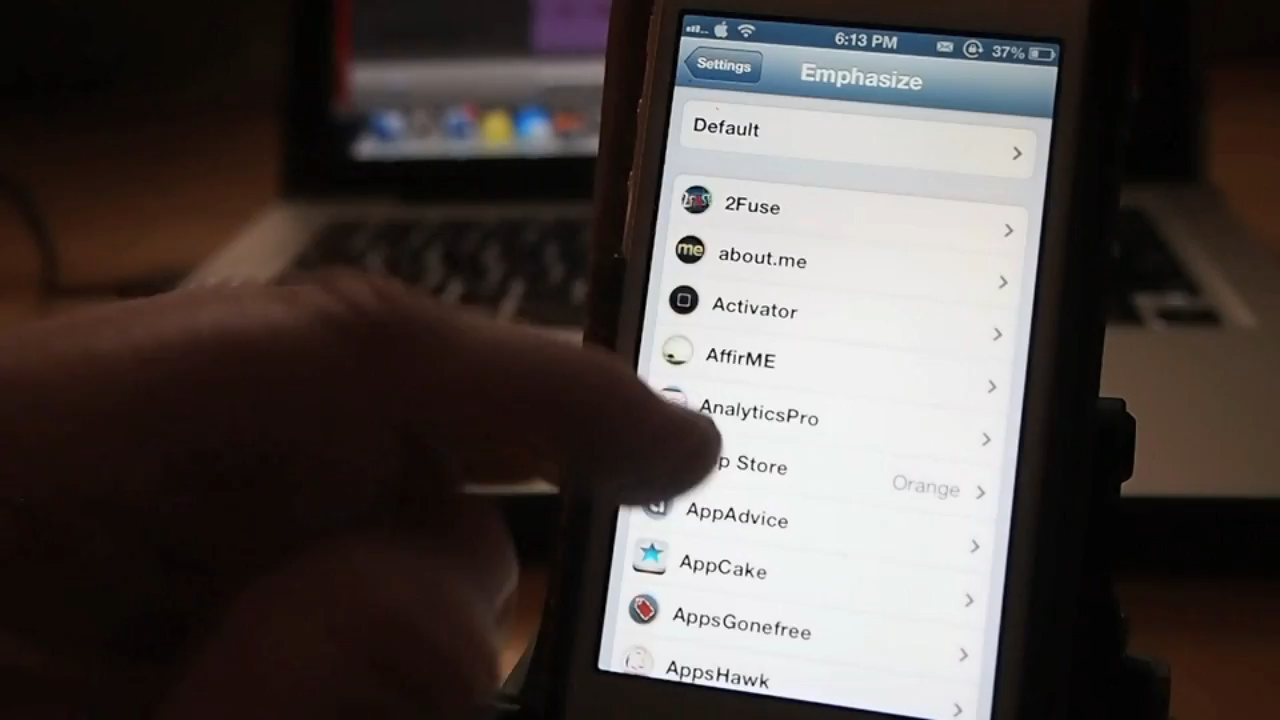 6:13 PM 37%
Settings
Emphasize
Default
2Fuse
me about.me
Activator
AffirME
AnalyticsPro
p Store Orange
AppAdvice
AppCake
AppsGonefree
AppsHawk